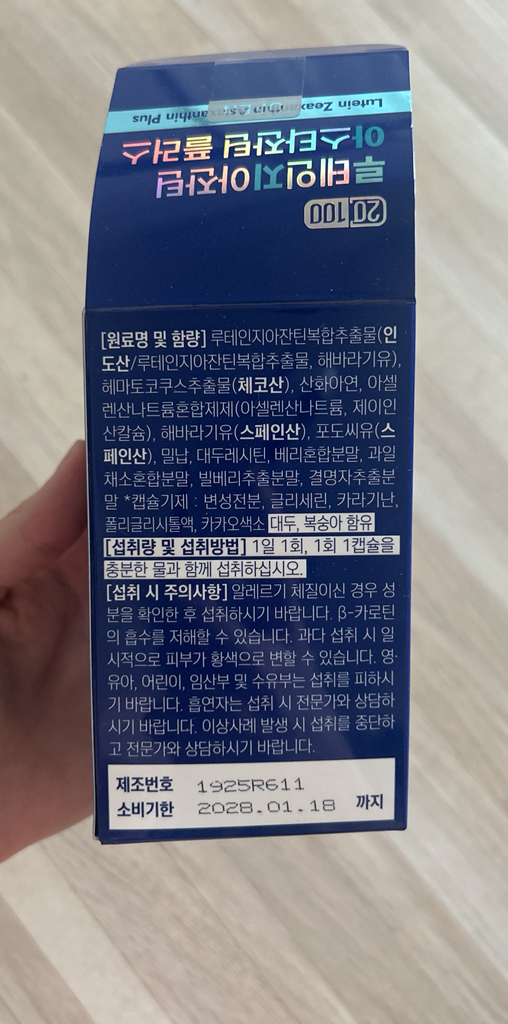 Lutein Zeaxanthin Astaxanthin Plus
루테인지아잔틴
아스타잔틴 플러스
20 100
[원료명 및 함량] 루테인지아잔틴복합추출물(인
도산/루테인지아잔틴복합추출물, 해바라기유),
헤마토코쿠스추출물(체코산), 산화아연, 아셀
렌산나트륨혼합제제(아셀렌산나트륨, 제이인
산칼슘), 해바라기유(스페인산), 포도씨유(스
페인산), 밀납, 대두레시틴, 베리혼합분말, 과일
채소혼합분말, 빌베리추출분말, 결명자추출분
말 *캡슐기제 : 변성전분, 글리세린, 카라기난,
폴리글리시톨액, 카카오색소 대두, 복숭아 함유
[섭취량 및 섭취방법] 1일 1회, 1회 1캡슐을
충분한 물과 함께 섭취하십시오.
[섭취 시 주의사항] 알레르기 체질이신 경우 성
분을 확인한 후 섭취하시기 바랍니다. β-카로틴
의 흡수를 저해할 수 있습니다. 과다 섭취 시 일
시적으로 피부가 황색으로 변할 수 있습니다. 영·
유아, 어린이, 임산부 및 수유부는 섭취를 피하시
기 바랍니다. 흡연자는 섭취 시 전문가와 상담하
시기 바랍니다. 이상사례 발생 시 섭취를 중단하
고 전문가와 상담하시기 바랍니다.
제조번호 1925R611
소비기한 2028.01.18 까지